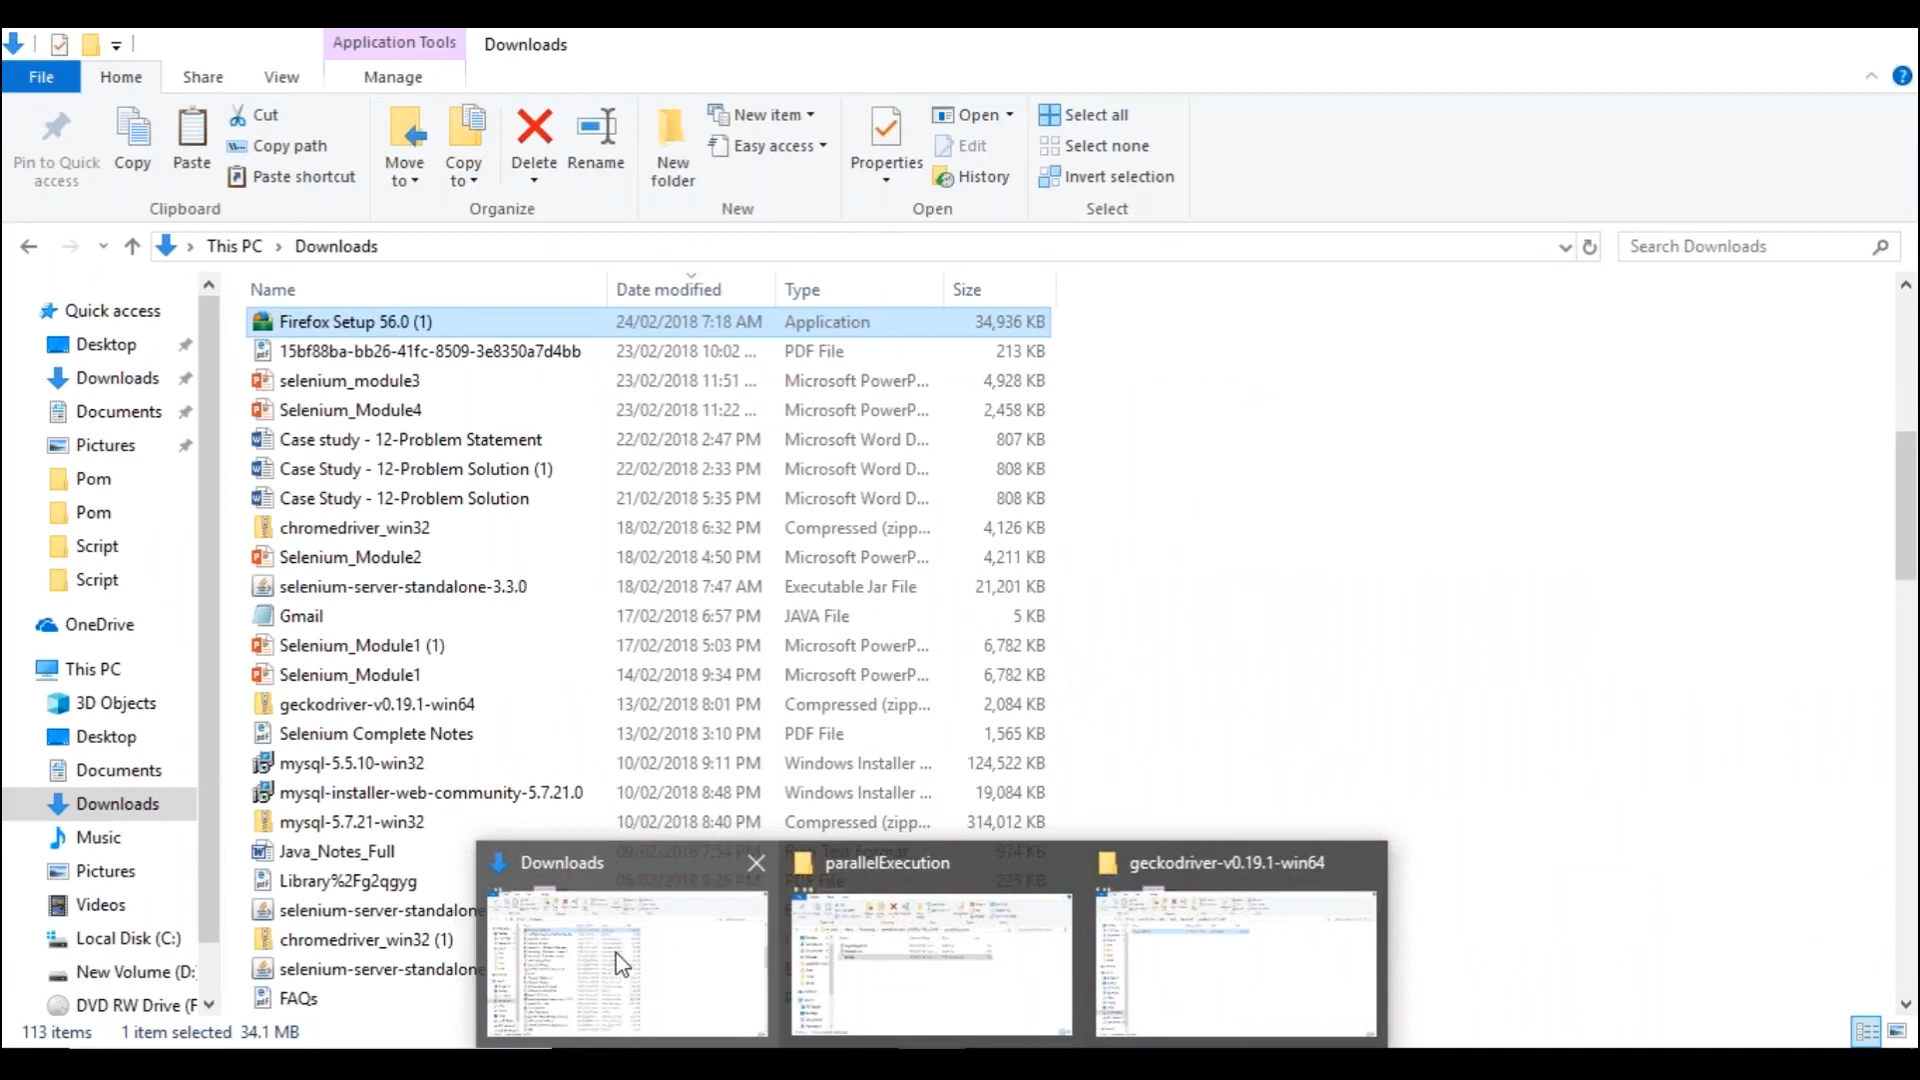 Application Tools
Downloads
File
Home
Share
View
Manage
Pin to Quick access
Copy
Paste
Cut
Copy path
Paste shortcut
Clipboard
Move to
Copy to
Delete
Rename
Organize
New folder
New item
Easy access
New
Properties
Open
Edit
History
Open
Select all
Select none
Invert selection
Select
This PC
Downloads
Search Downloads
Name Date modified Type Size
Firefox Setup 56.0 (1) 24/02/2018 7:18 AM Application 34,936 KB
15bf88ba-bb26-41fc-8509-3e8350a7d4bb 23/02/2018 10:02 ... PDF File 213 KB
selenium_module3 23/02/2018 11:51 ... Microsoft PowerP... 4,928 KB
Selenium_Module4 23/02/2018 11:22 ... Microsoft PowerP... 2,458 KB
Case study - 12-Problem Statement 22/02/2018 2:47 PM Microsoft Word D... 807 KB
Case Study - 12-Problem Solution (1) 22/02/2018 2:33 PM Microsoft Word D... 808 KB
Case Study - 12-Problem Solution 21/02/2018 5:35 PM Microsoft Word D... 808 KB
chromedriver_win32 18/02/2018 6:32 PM Compressed (zipp... 4,126 KB
Selenium_Module2 18/02/2018 4:50 PM Microsoft PowerP... 4,211 KB
selenium-server-standalone-3.3.0 18/02/2018 7:47 AM Executable Jar File 21,201 KB
Gmail 17/02/2018 6:57 PM JAVA File 5 KB
Selenium_Module1 (1) 17/02/2018 5:03 PM Microsoft PowerP... 6,782 KB
Selenium_Module1 14/02/2018 9:34 PM Microsoft PowerP... 6,782 KB
geckodriver-v0.19.1-win64 13/02/2018 8:01 PM Compressed (zipp... 2,084 KB
Selenium Complete Notes 13/02/2018 3:10 PM PDF File 1,565 KB
mysql-5.5.10-win32 10/02/2018 9:11 PM Windows Installer ... 124,522 KB
mysql-installer-web-community-5.7.21.0 10/02/2018 8:48 PM Windows Installer ... 19,084 KB
mysql-5.7.21-win32 10/02/2018 8:40 PM Compressed (zipp... 314,012 KB
Java_Notes_Full
Library%2Fg2qgyg
selenium-server-standalone
chromedriver_win32 (1)
selenium-server-standalone
FAQs
Quick access
Desktop
Downloads
Documents
Pictures
Pom
Pom
Script
Script
OneDrive
This PC
3D Objects
Desktop
Documents
Downloads
Music
Pictures
Videos
Local Disk (C:)
New Volume (D:
DVD RW Drive (F
Downloads
parallelExecution
geckodriver-v0.19.1-win64
113 items 1 item selected 34.1 MB